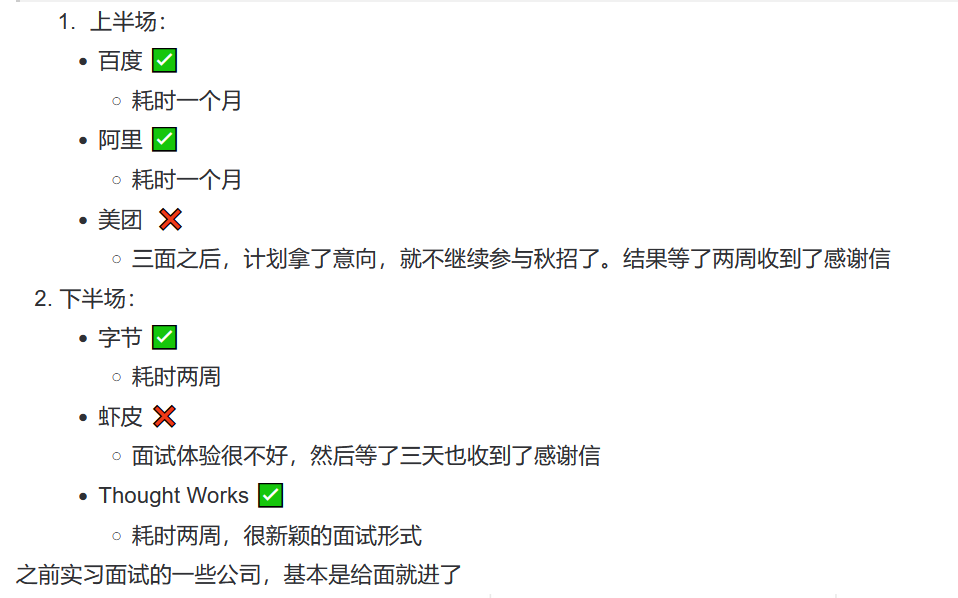 1. 上半场：
• 百度 ✅
◦ 耗时一个月
• 阿里 ✅
◦ 耗时一个月
• 美团 ❌
◦ 三面之后，计划拿了意向，就不继续参与秋招了。结果等了两周收到了感谢信
2. 下半场：
• 字节 ✅
◦ 耗时两周
• 虾皮 ❌
◦ 面试体验很不好，然后等了三天也收到了感谢信
• Thought Works ✅
◦ 耗时两周，很新颖的面试形式
之前实习面试的一些公司，基本是给面就进了